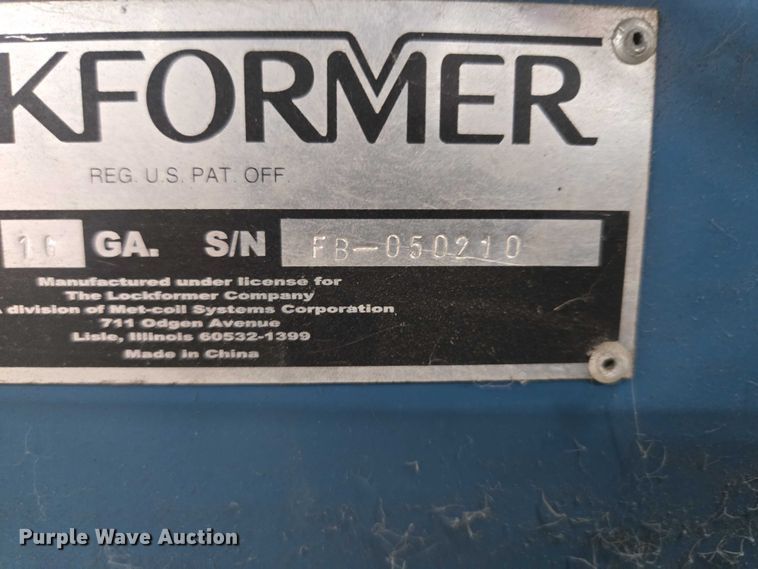 KFORMER
REG. U.S. PAT. OFF.
GA. S/N FB-050210
Manufactured under license for
The Lockformer Company
A division of Met-coil Systems Corporation
711 Odgen Avenue
Lisle, Illinois 60532-1399
Made in China
Purple Wave Auction